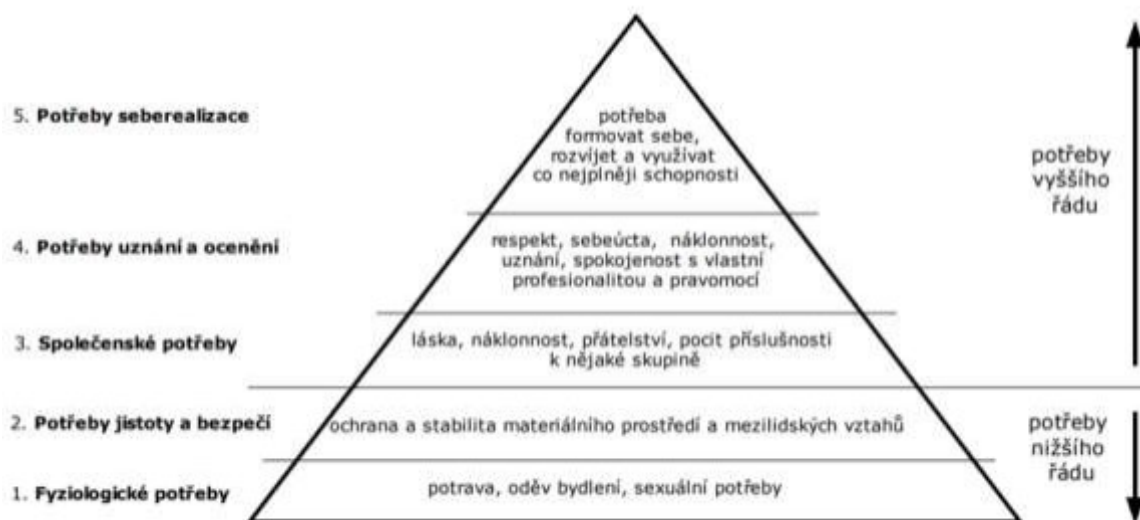 5. Potřeby seberealizace
potřeba
formovat sebe,
rozvíjet a využívat
co nejplněji schopnosti
potřeby
vyššího
řádu
4. Potřeby uznání a ocenění
respekt, sebeúcta, náklonnost,
uznání, spokojenost s vlastní
profesionalitou a pravomocí
3. Společenské potřeby
láska, náklonnost, přátelství, pocit příslušnosti
k nějaké skupině
2. Potřeby jistoty a bezpečí
ochrana a stabilita materiálního prostředí a mezilidských vztahů
potřeby
nižšího
řádu
1. Fyziologické potřeby
potrava, oděv bydlení, sexuální potřeby